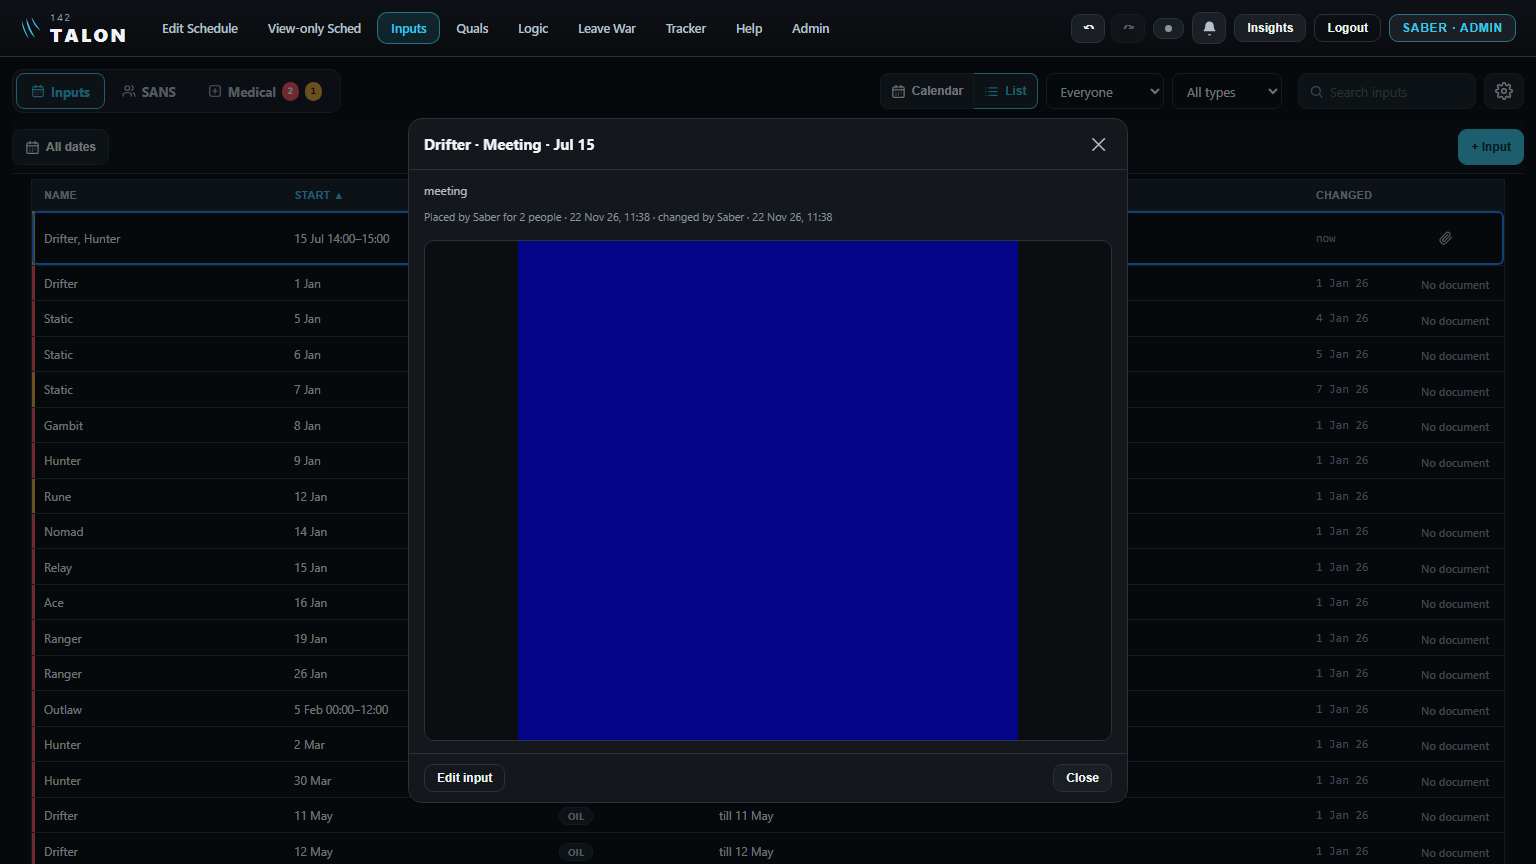 142
TALON
Edit Schedule
View-only Sched
Inputs
Quals
Logic
Leave War
Tracker
Help
Admin
Insights
Logout
SABER · ADMIN
Inputs
SANS
Medical 2 1
Calendar
List
Everyone
All types
Search inputs
All dates
+ Input
NAME START ▲ CHANGED
Drifter, Hunter 15 Jul 14:00–15:00 now
Drifter 1 Jan 1 Jan 26 No document
Static 5 Jan 4 Jan 26 No document
Static 6 Jan 5 Jan 26 No document
Static 7 Jan 7 Jan 26 No document
Gambit 8 Jan 1 Jan 26 No document
Hunter 9 Jan 1 Jan 26 No document
Rune 12 Jan 1 Jan 26
Nomad 14 Jan 1 Jan 26 No document
Relay 15 Jan 1 Jan 26 No document
Ace 16 Jan 1 Jan 26 No document
Ranger 19 Jan 1 Jan 26 No document
Ranger 26 Jan 1 Jan 26 No document
Outlaw 5 Feb 00:00–12:00 1 Jan 26 No document
Hunter 2 Mar 1 Jan 26 No document
Hunter 30 Mar 1 Jan 26 No document
Drifter 11 May OIL till 11 May 1 Jan 26 No document
Drifter 12 May OIL till 12 May 1 Jan 26 No document
Drifter · Meeting · Jul 15
meeting
Placed by Saber for 2 people · 22 Nov 26, 11:38 · changed by Saber · 22 Nov 26, 11:38
Edit input
Close